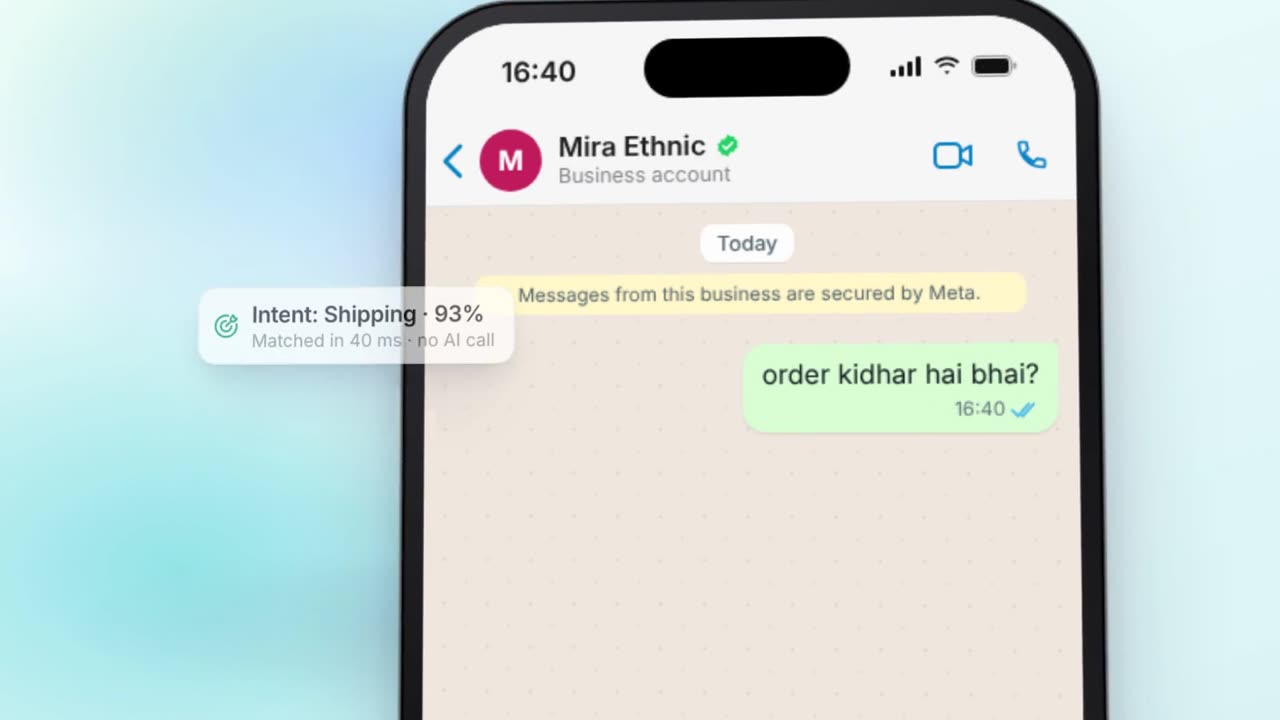 16:40
M
Mira Ethnic
Business account
Today
Messages from this business are secured by Meta.
Intent: Shipping · 93%
Matched in 40 ms · no AI call
order kidhar hai bhai?
16:40